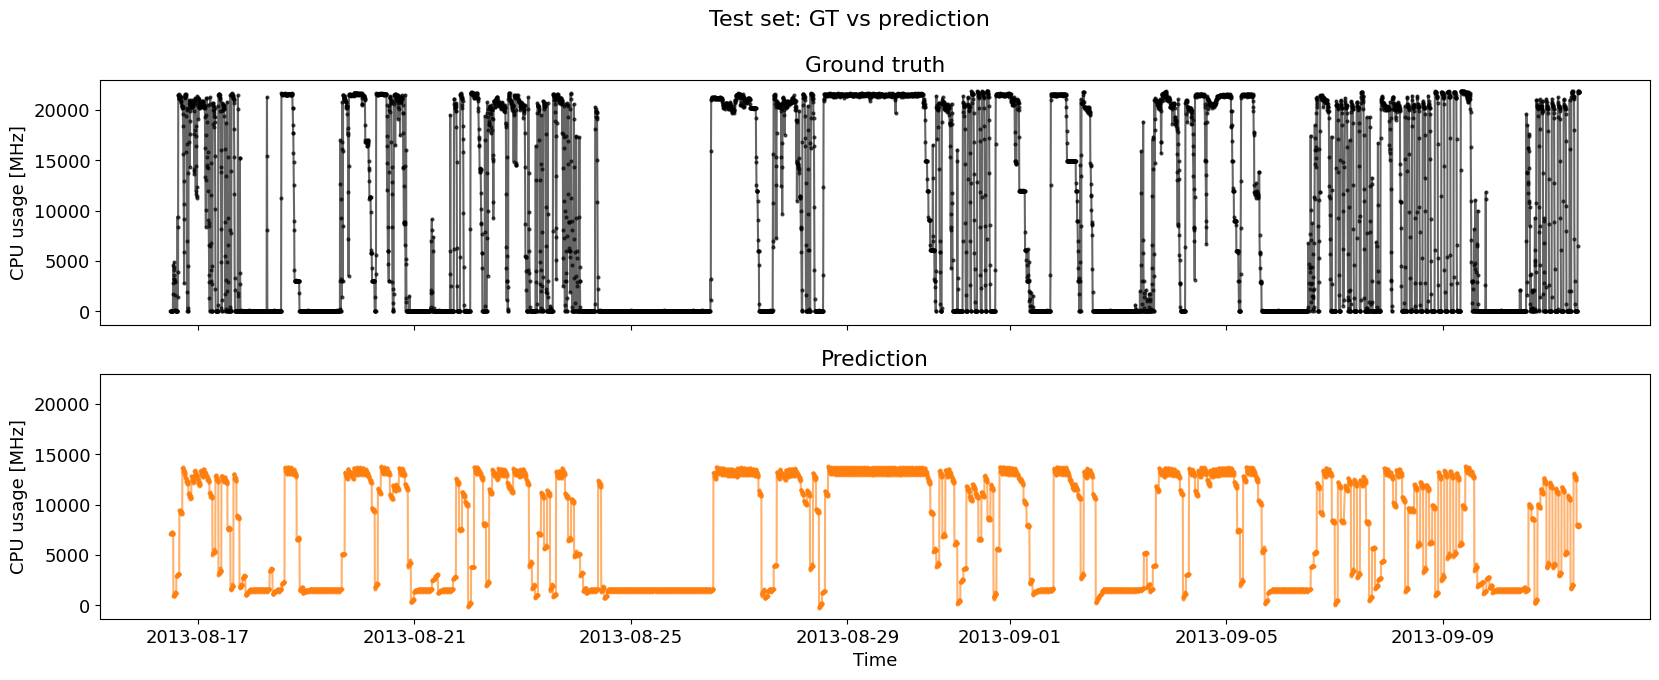 Test set: GT vs prediction
Ground truth
CPU usage [MHz]
20000
15000
10000
5000
0
Prediction
CPU usage [MHz]
20000
15000
10000
5000
0
2013-08-17 2013-08-21 2013-08-25 2013-08-29 2013-09-01 2013-09-05 2013-09-09
Time